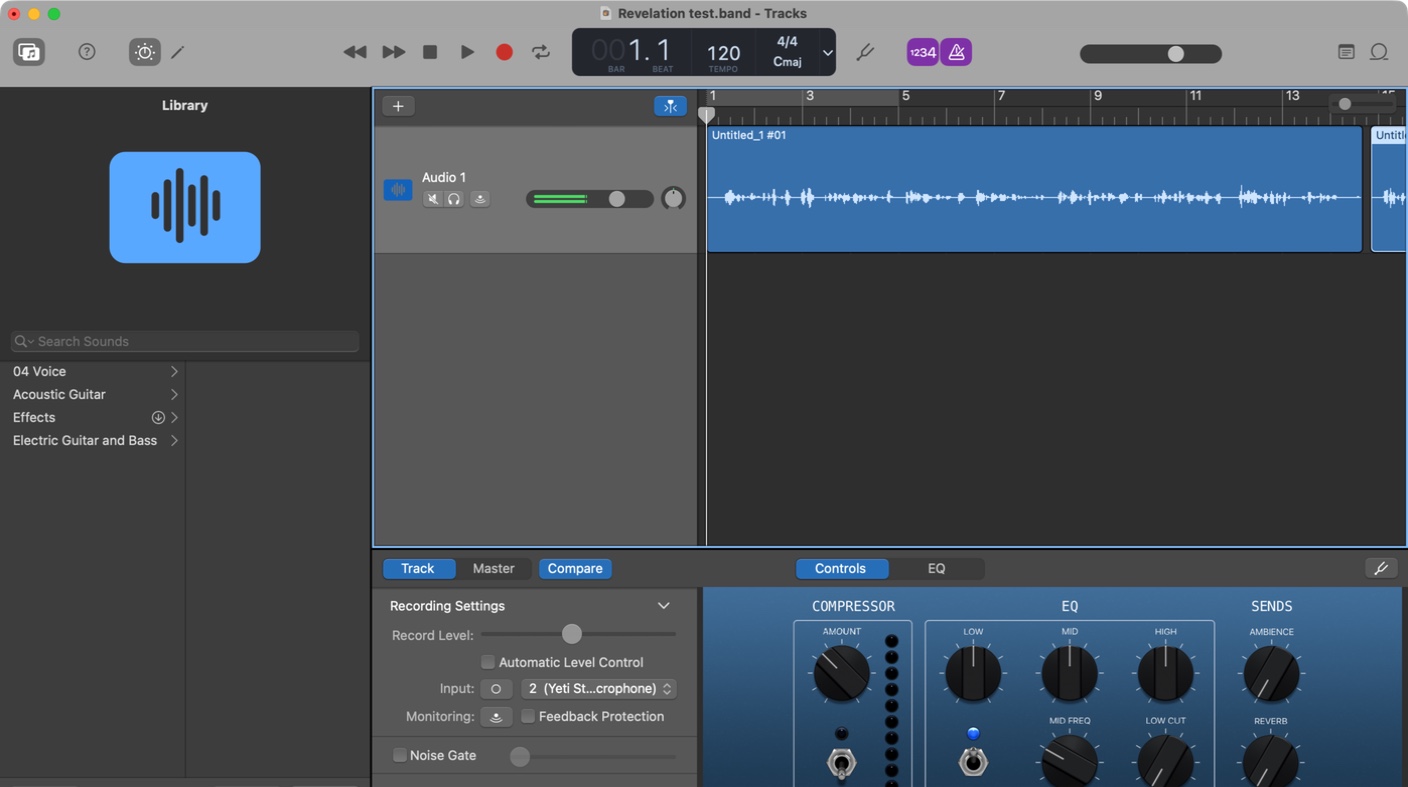 Revelation test.band - Tracks
1.1
BAR BEAT
120
TEMPO
4/4
Cmaj
1234
Library
1 3 5 7 9 11 13 15
Untitled_1 #01
Audio 1
Search Sounds
04 Voice
Acoustic Guitar
Effects
Electric Guitar and Bass
Track Master Compare
Controls EQ
Recording Settings
Record Level:
Automatic Level Control
Input: 2 (Yeti St...crophone)
Monitoring: Feedback Protection
Noise Gate
COMPRESSOR EQ SENDS
AMOUNT LOW MID HIGH AMBIENCE
MID FREQ LOW CUT REVERB